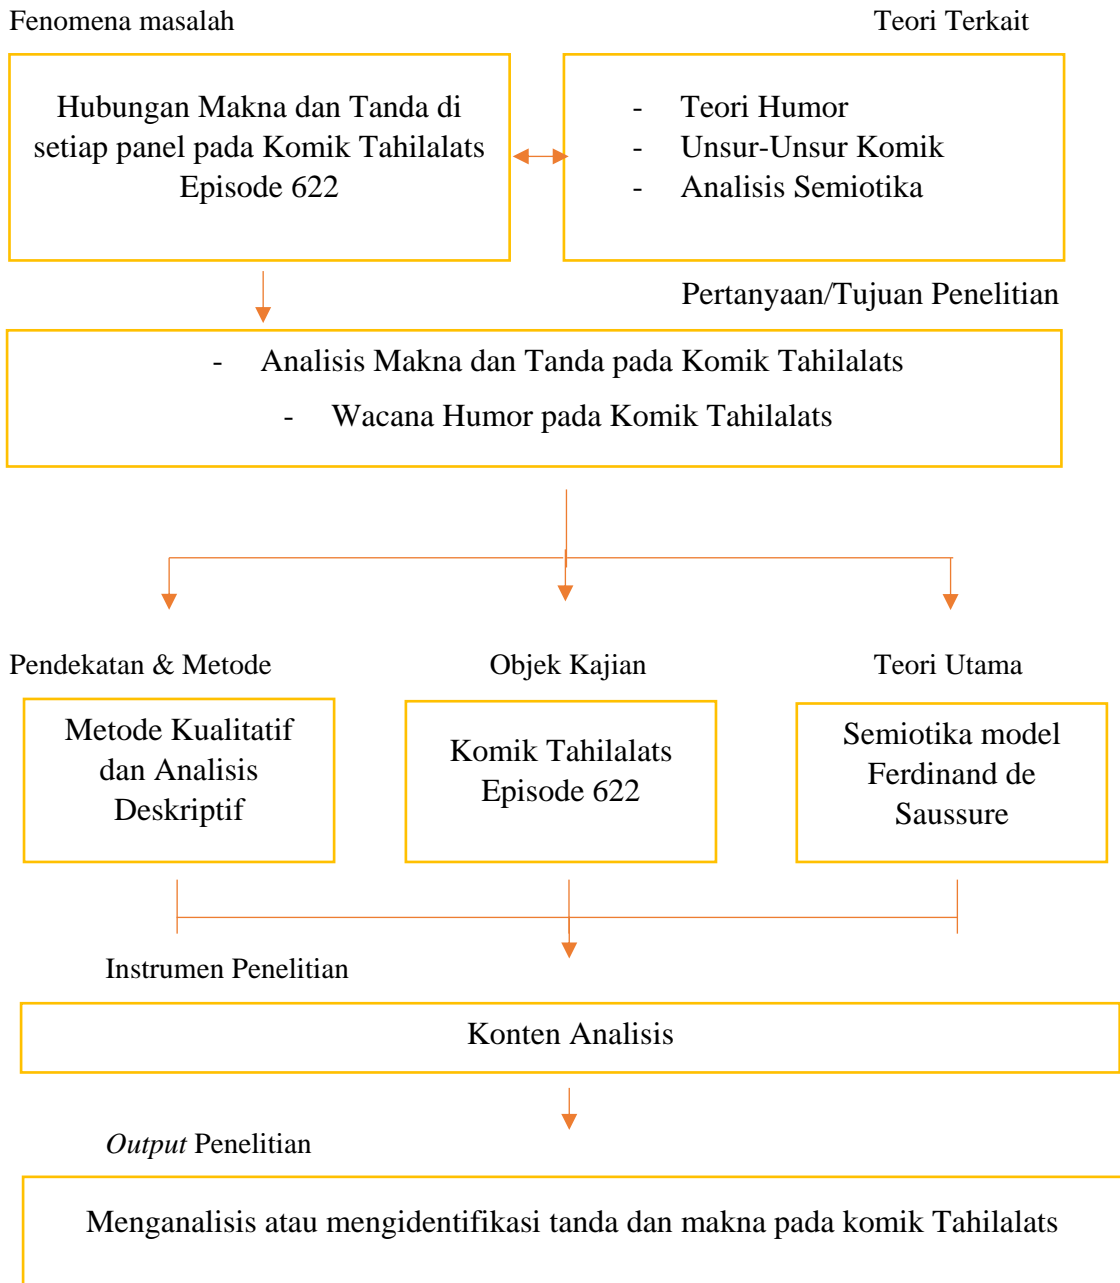 Fenomena masalah
Teori Terkait
Hubungan Makna dan Tanda di
setiap panel pada Komik Tahilalats
Episode 622
- Teori Humor
- Unsur-Unsur Komik
- Analisis Semiotika
Pertanyaan/Tujuan Penelitian
- Analisis Makna dan Tanda pada Komik Tahilalats
- Wacana Humor pada Komik Tahilalats
Pendekatan & Metode
Objek Kajian
Teori Utama
Metode Kualitatif
dan Analisis
Deskriptif
Komik Tahilalats
Episode 622
Semiotika model
Ferdinand de
Saussure
Instrumen Penelitian
Konten Analisis
Output Penelitian
Menganalisis atau mengidentifikasi tanda dan makna pada komik Tahilalats